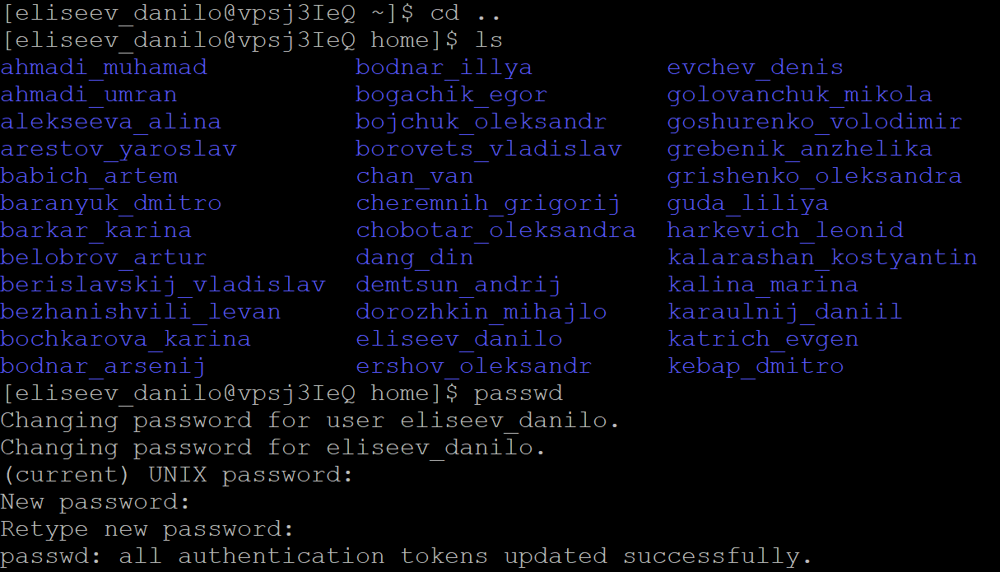 [eliseev_danilo@vpsj3IeQ ~]$ cd ..
[eliseev_danilo@vpsj3IeQ home]$ ls
ahmadi_muhamad bodnar_illya evchev_denis
ahmadi_umran bogachik_egor golovanchuk_mikola
alekseeva_alina bojchuk_oleksandr goshurenko_volodimir
arestov_yaroslav borovets_vladislav grebenik_anzhelika
babich_artem chan_van grishenko_oleksandra
baranyuk_dmitro cheremnih_grigorij guda_liliya
barkar_karina chobotar_oleksandra harkevich_leonid
belobrov_artur dang_din kalarashan_kostyantin
berislavskij_vladislav demtsun_andrij kalina_marina
bezhanishvili_levan dorozhkin_mihajlo karaulnij_daniil
bochkarova_karina eliseev_danilo katrich_evgen
bodnar_arsenij ershov_oleksandr kebap_dmitro
[eliseev_danilo@vpsj3IeQ home]$ passwd
Changing password for user eliseev_danilo.
Changing password for eliseev_danilo.
(current) UNIX password:
New password:
Retype new password:
passwd: all authentication tokens updated successfully.